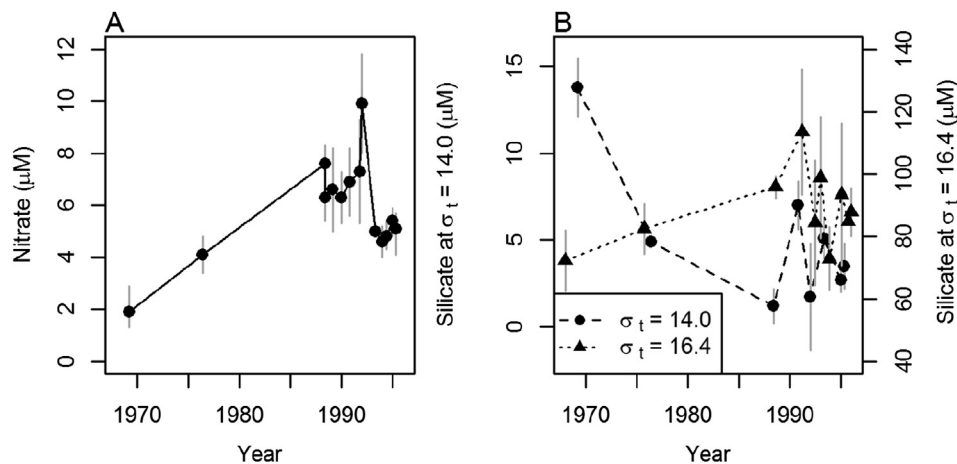 A
Nitrate (μM)
12
10
8
6
4
2
0
1970
1980
1990
Year
B
Silicate at σ t = 14.0 (μM)
15
10
5
0
σ t = 14.0
σ t = 16.4
1970
1980
1990
Year
140
120
100
80
60
40
Silicate at σ t = 16.4 (μM)